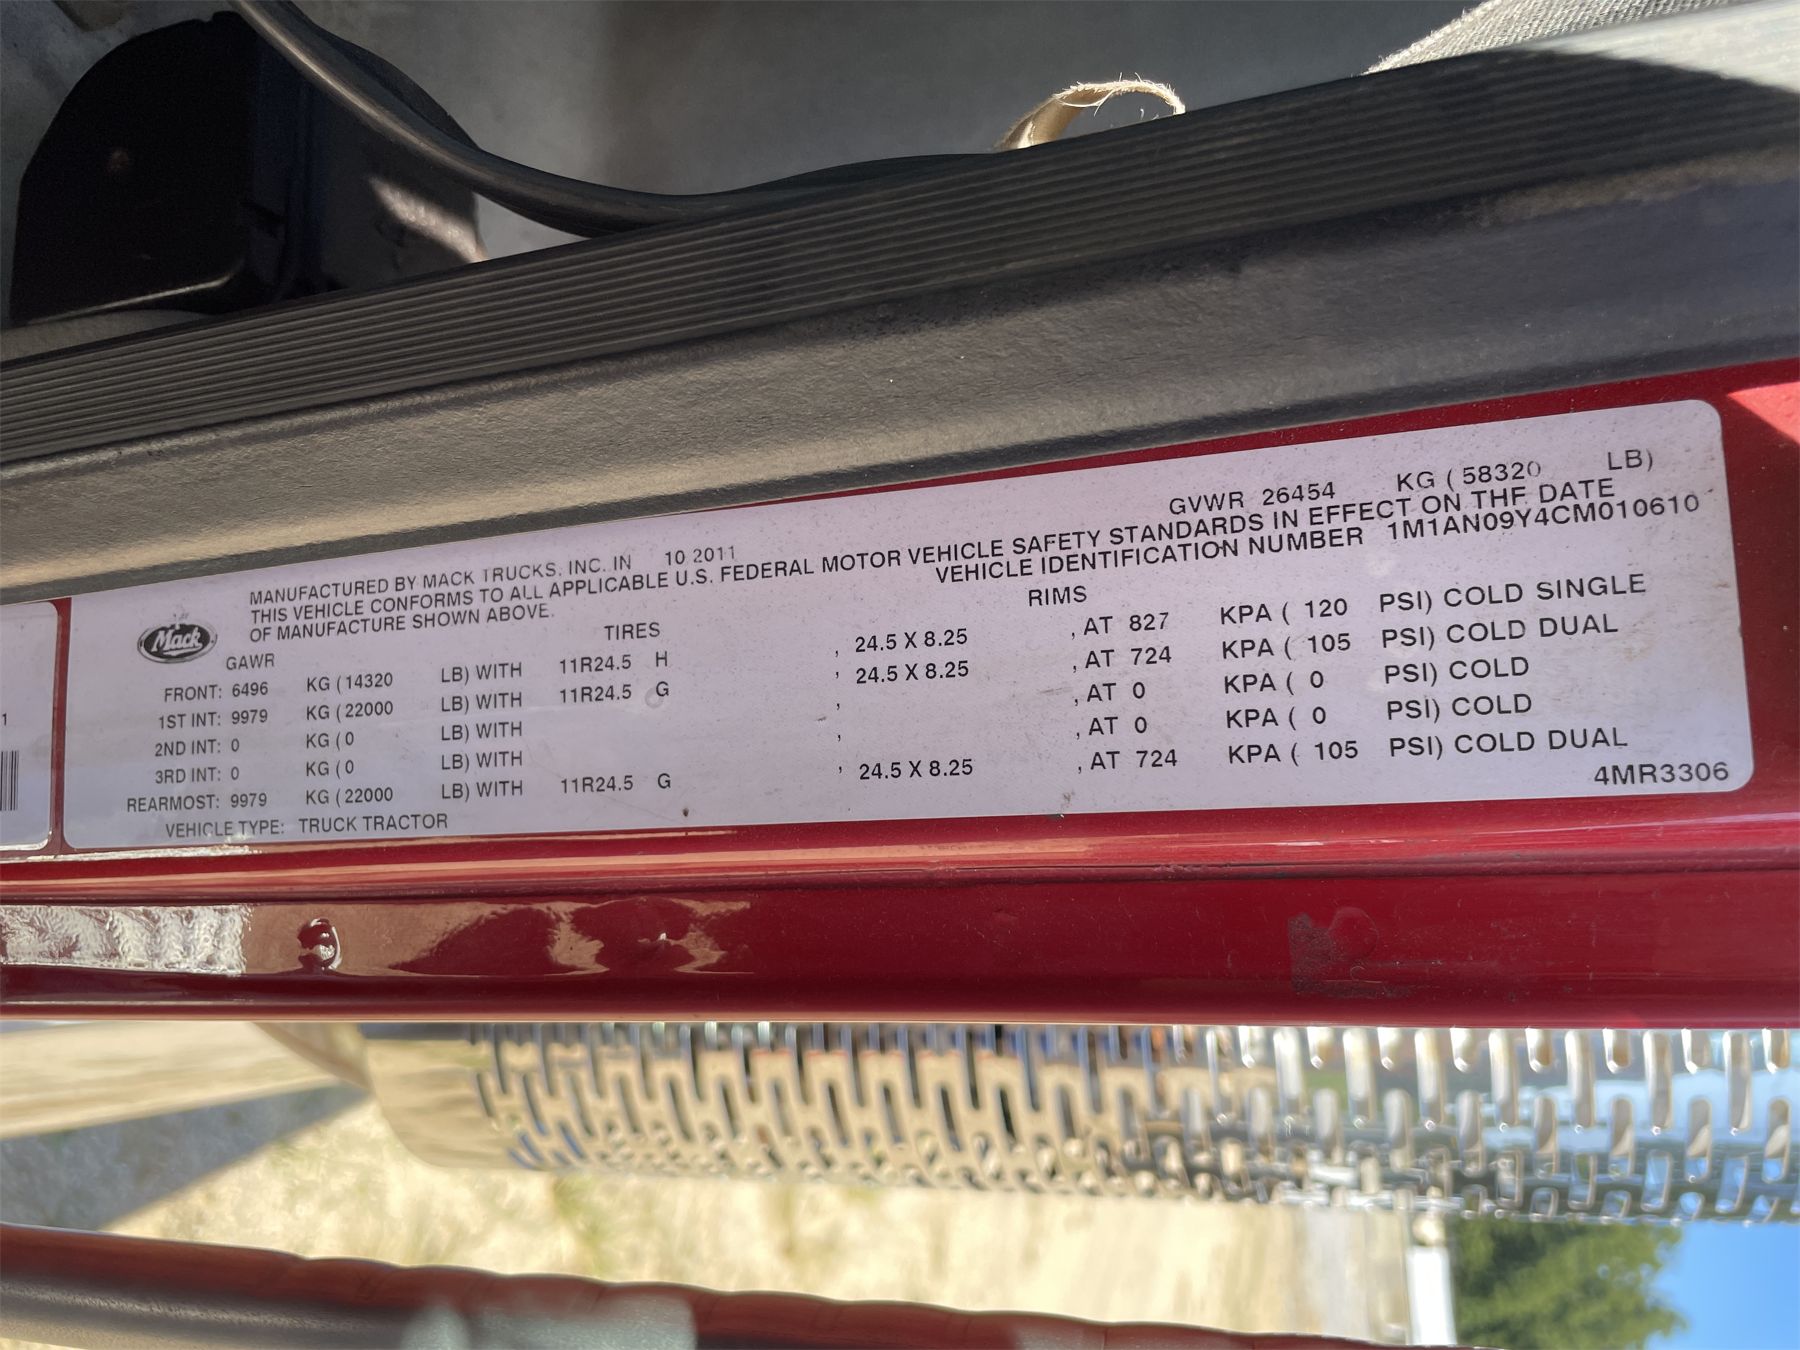 GVWR 26454 KG ( 58320 LB)
MANUFACTURED BY MACK TRUCKS, INC. IN 10 2011
THIS VEHICLE CONFORMS TO ALL APPLICABLE U.S. FEDERAL MOTOR VEHICLE SAFETY STANDARDS IN EFFECT ON THE DATE
OF MANUFACTURE SHOWN ABOVE. VEHICLE IDENTIFICATION NUMBER 1M1AN09Y4CM010610
Mack
GAWR TIRES RIMS
FRONT: 6496 KG ( 14320 LB) WITH 11R24.5 H , 24.5 X 8.25 , AT 827 KPA ( 120 PSI) COLD SINGLE
1ST INT: 9979 KG ( 22000 LB) WITH 11R24.5 G , 24.5 X 8.25 , AT 724 KPA ( 105 PSI) COLD DUAL
2ND INT: 0 KG ( 0 LB) WITH , , AT 0 KPA ( 0 PSI) COLD
3RD INT: 0 KG ( 0 LB) WITH , , AT 0 KPA ( 0 PSI) COLD
REARMOST: 9979 KG ( 22000 LB) WITH 11R24.5 G , 24.5 X 8.25 , AT 724 KPA ( 105 PSI) COLD DUAL
VEHICLE TYPE: TRUCK TRACTOR 4MR3306
1